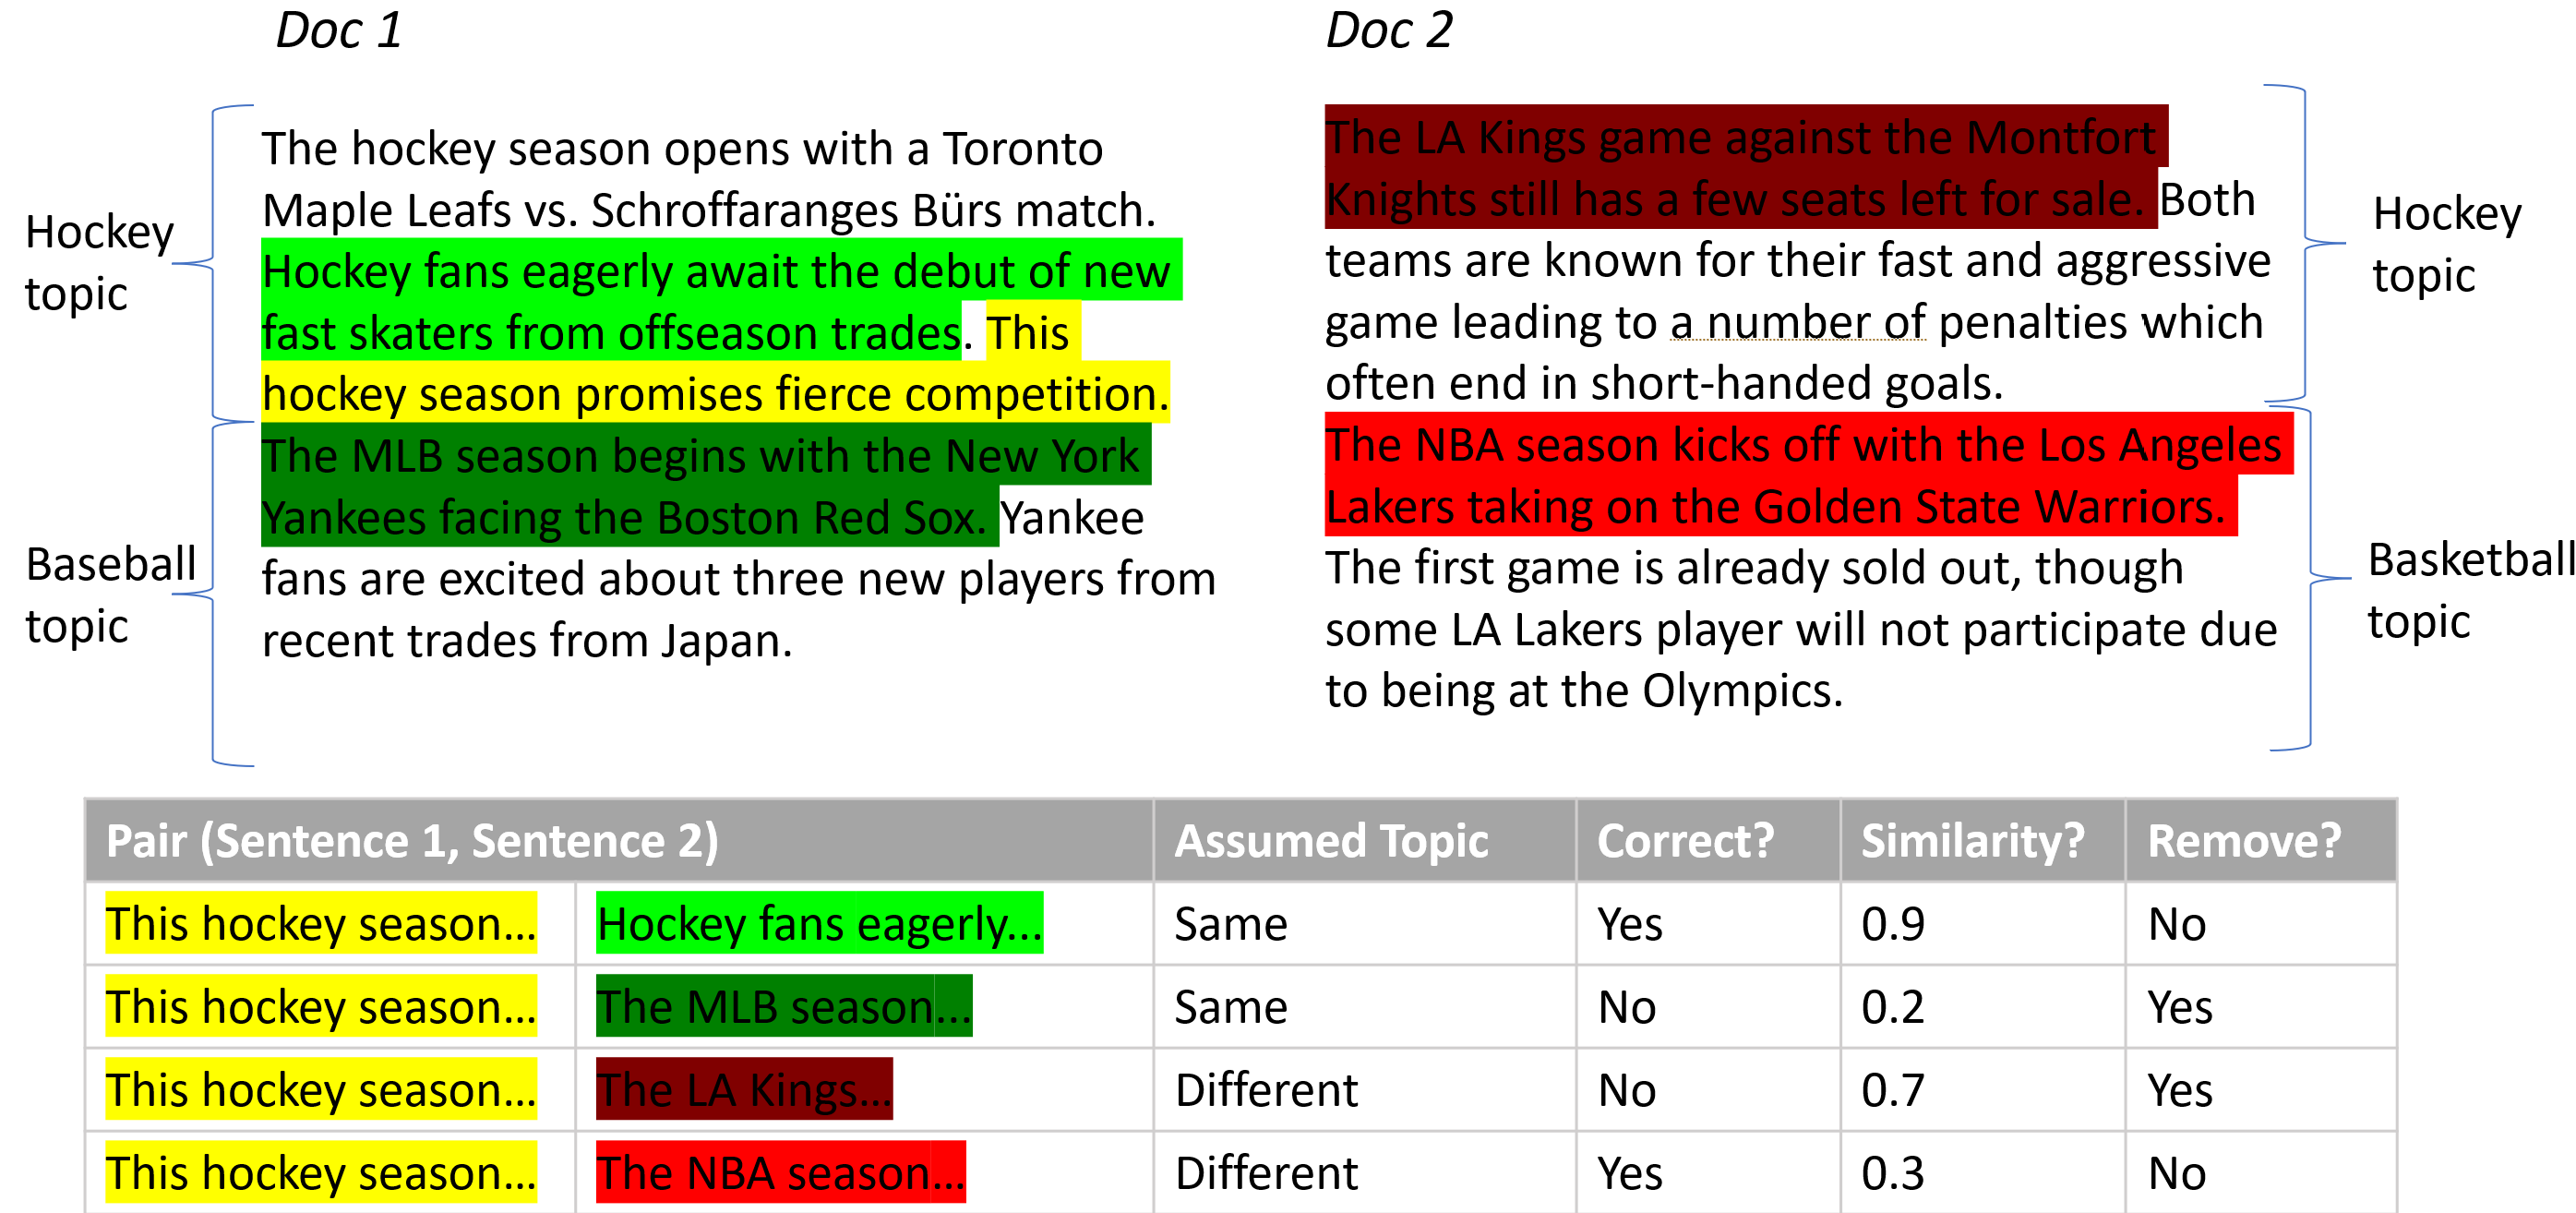 Doc 1
Hockey
topic
The hockey season opens with a Toronto
Maple Leafs vs. Schroffaranges Bürs match.
Hockey fans eagerly await the debut of new
fast skaters from offseason trades. This
hockey season promises fierce competition.
Baseball
topic
The MLB season begins with the New York
Yankees facing the Boston Red Sox. Yankee
fans are excited about three new players from
recent trades from Japan.
Doc 2
The LA Kings game against the Montfort
Knights still has a few seats left for sale. Both
teams are known for their fast and aggressive
game leading to a number of penalties which
often end in short-handed goals.
Hockey
topic
The NBA season kicks off with the Los Angeles
Lakers taking on the Golden State Warriors.
The first game is already sold out, though
some LA Lakers player will not participate due
to being at the Olympics.
Basketball
topic
Pair (Sentence 1, Sentence 2) Assumed Topic Correct? Similarity? Remove?
This hockey season... Hockey fans eagerly... Same Yes 0.9 No
This hockey season... The MLB season... Same No 0.2 Yes
This hockey season... The LA Kings... Different No 0.7 Yes
This hockey season... The NBA season... Different Yes 0.3 No